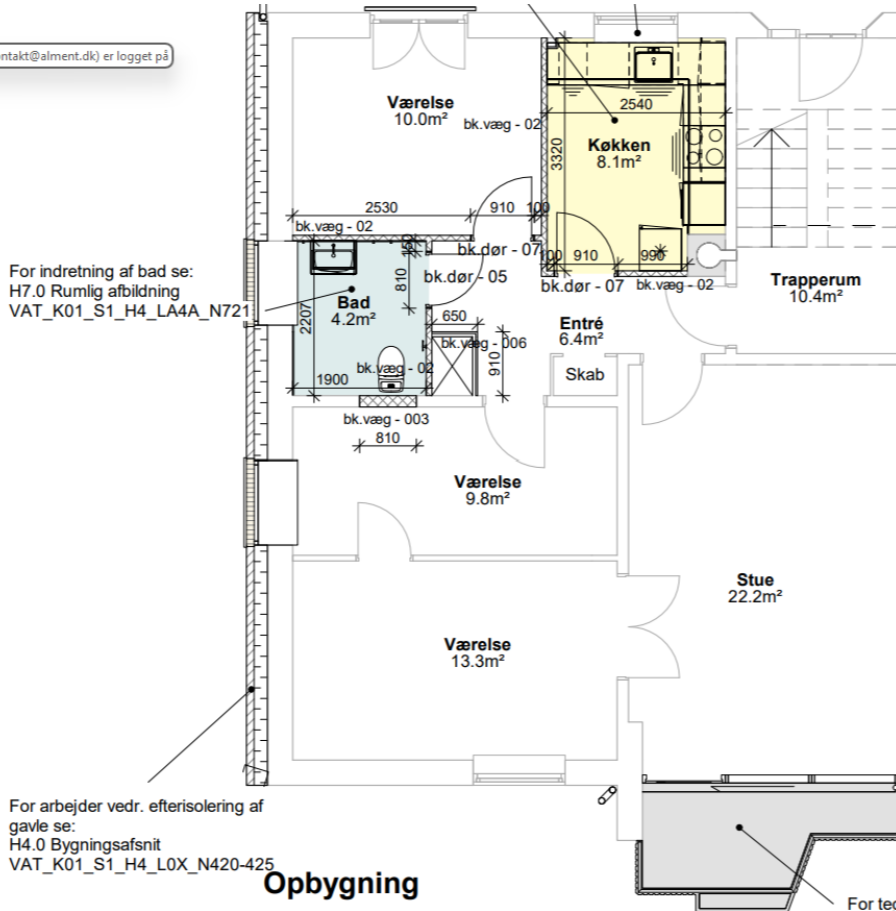 ntakt@alment.dk) er logget på
Værelse
10.0m²
bk.væg - 02
2540
Køkken
8.1m²
3320
2530
910
100
bk.væg - 02
bk.dør - 07
100
910
990
bk.dør - 07
bk.væg - 02
150
810
bk.dør - 05
For indretning af bad se:
H7.0 Rumlig afbildning
VAT_K01_S1_H4_LA4A_N721
Bad
4.2m²
2207
650
bk.væg - 006
910
bk.væg - 02
1900
Entré
6.4m²
Skab
Trapperum
10.4m²
bk.væg - 003
810
Værelse
9.8m²
Stue
22.2m²
Værelse
13.3m²
For arbejder vedr. efterisolering af
gavle se:
H4.0 Bygningsafsnit
VAT_K01_S1_H4_L0X_N420-425
Opbygning
For teg